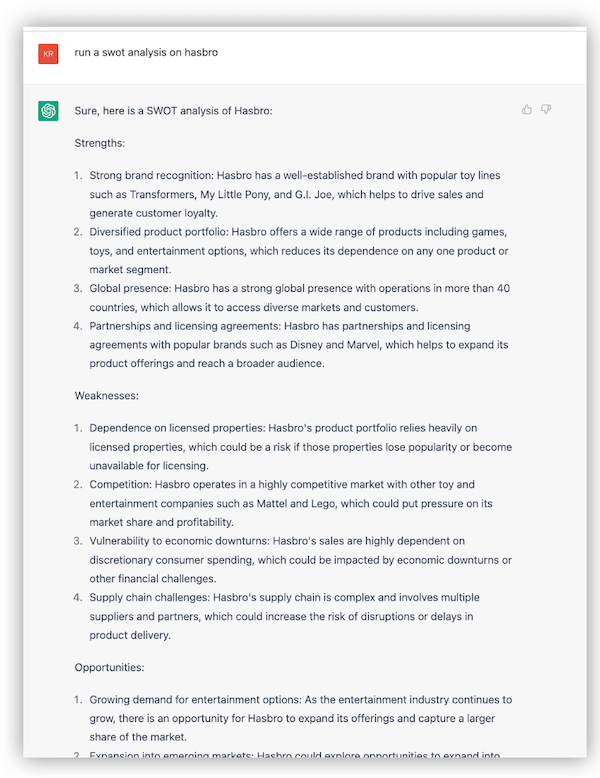 KR
run a swot analysis on hasbro
Sure, here is a SWOT analysis of Hasbro:
Strengths:
1. Strong brand recognition: Hasbro has a well-established brand with popular toy lines
such as Transformers, My Little Pony, and G.I. Joe, which helps to drive sales and
generate customer loyalty.
2. Diversified product portfolio: Hasbro offers a wide range of products including games,
toys, and entertainment options, which reduces its dependence on any one product or
market segment.
3. Global presence: Hasbro has a strong global presence with operations in more than 40
countries, which allows it to access diverse markets and customers.
4. Partnerships and licensing agreements: Hasbro has partnerships and licensing
agreements with popular brands such as Disney and Marvel, which helps to expand its
product offerings and reach a broader audience.
Weaknesses:
1. Dependence on licensed properties: Hasbro's product portfolio relies heavily on
licensed properties, which could be a risk if those properties lose popularity or become
unavailable for licensing.
2. Competition: Hasbro operates in a highly competitive market with other toy and
entertainment companies such as Mattel and Lego, which could put pressure on its
market share and profitability.
3. Vulnerability to economic downturns: Hasbro's sales are highly dependent on
discretionary consumer spending, which could be impacted by economic downturns or
other financial challenges.
4. Supply chain challenges: Hasbro's supply chain is complex and involves multiple
suppliers and partners, which could increase the risk of disruptions or delays in
product delivery.
Opportunities:
1. Growing demand for entertainment options: As the entertainment industry continues to
grow, there is an opportunity for Hasbro to expand its offerings and capture a larger
share of the market.
2. Expansion into emerging markets: Hasbro could explore opportunities to expand into